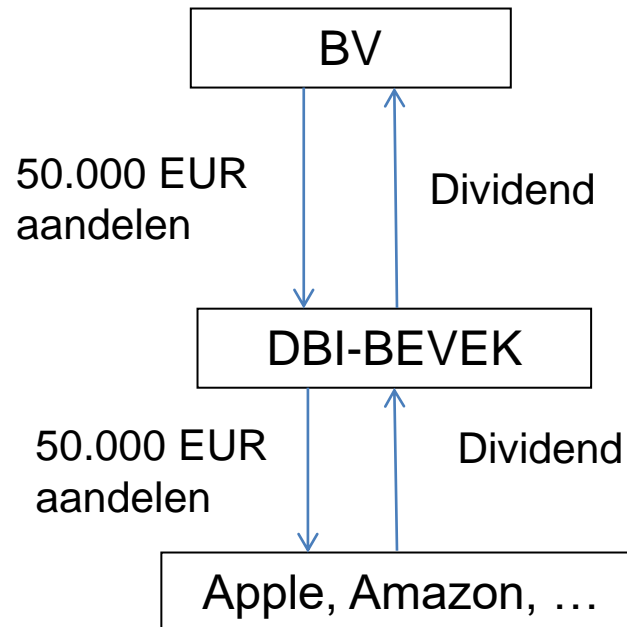 BV
50.000 EUR
aandelen
Dividend
DBI-BEVEK
50.000 EUR
aandelen
Dividend
Apple, Amazon, …